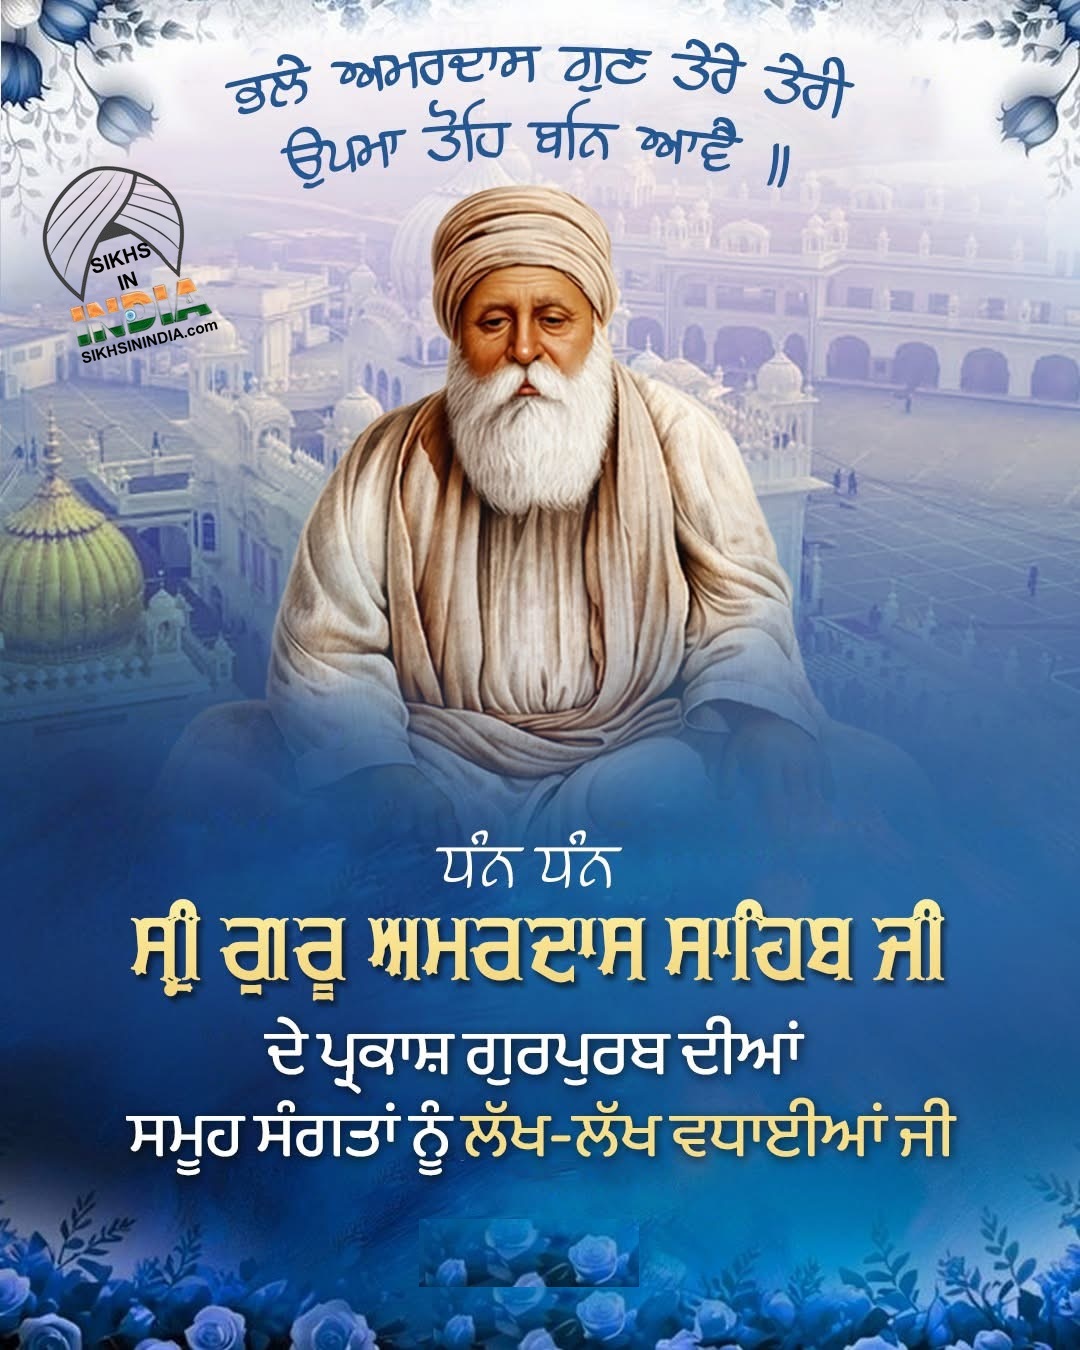 ਭਲੇ ਅਮਰਦਾਸ ਗੁਣ ਤੇਰੇ ਤੇਰੀ
ਉਪਮਾ ਤੋਹਿ ਬਨਿ ਆਵੈ ॥
SIKHS
IN
INDIA
SIKHSININDIA.com
ਧੰਨ ਧੰਨ
ਸ੍ਰੀ ਗੁਰੂ ਅਮਰਦਾਸ ਸਾਹਿਬ ਜੀ
ਦੇ ਪ੍ਰਕਾਸ਼ ਗੁਰਪੁਰਬ ਦੀਆਂ
ਸਮੂਹ ਸੰਗਤਾਂ ਨੂੰ ਲੱਖ-ਲੱਖ ਵਧਾਈਆਂ ਜੀ